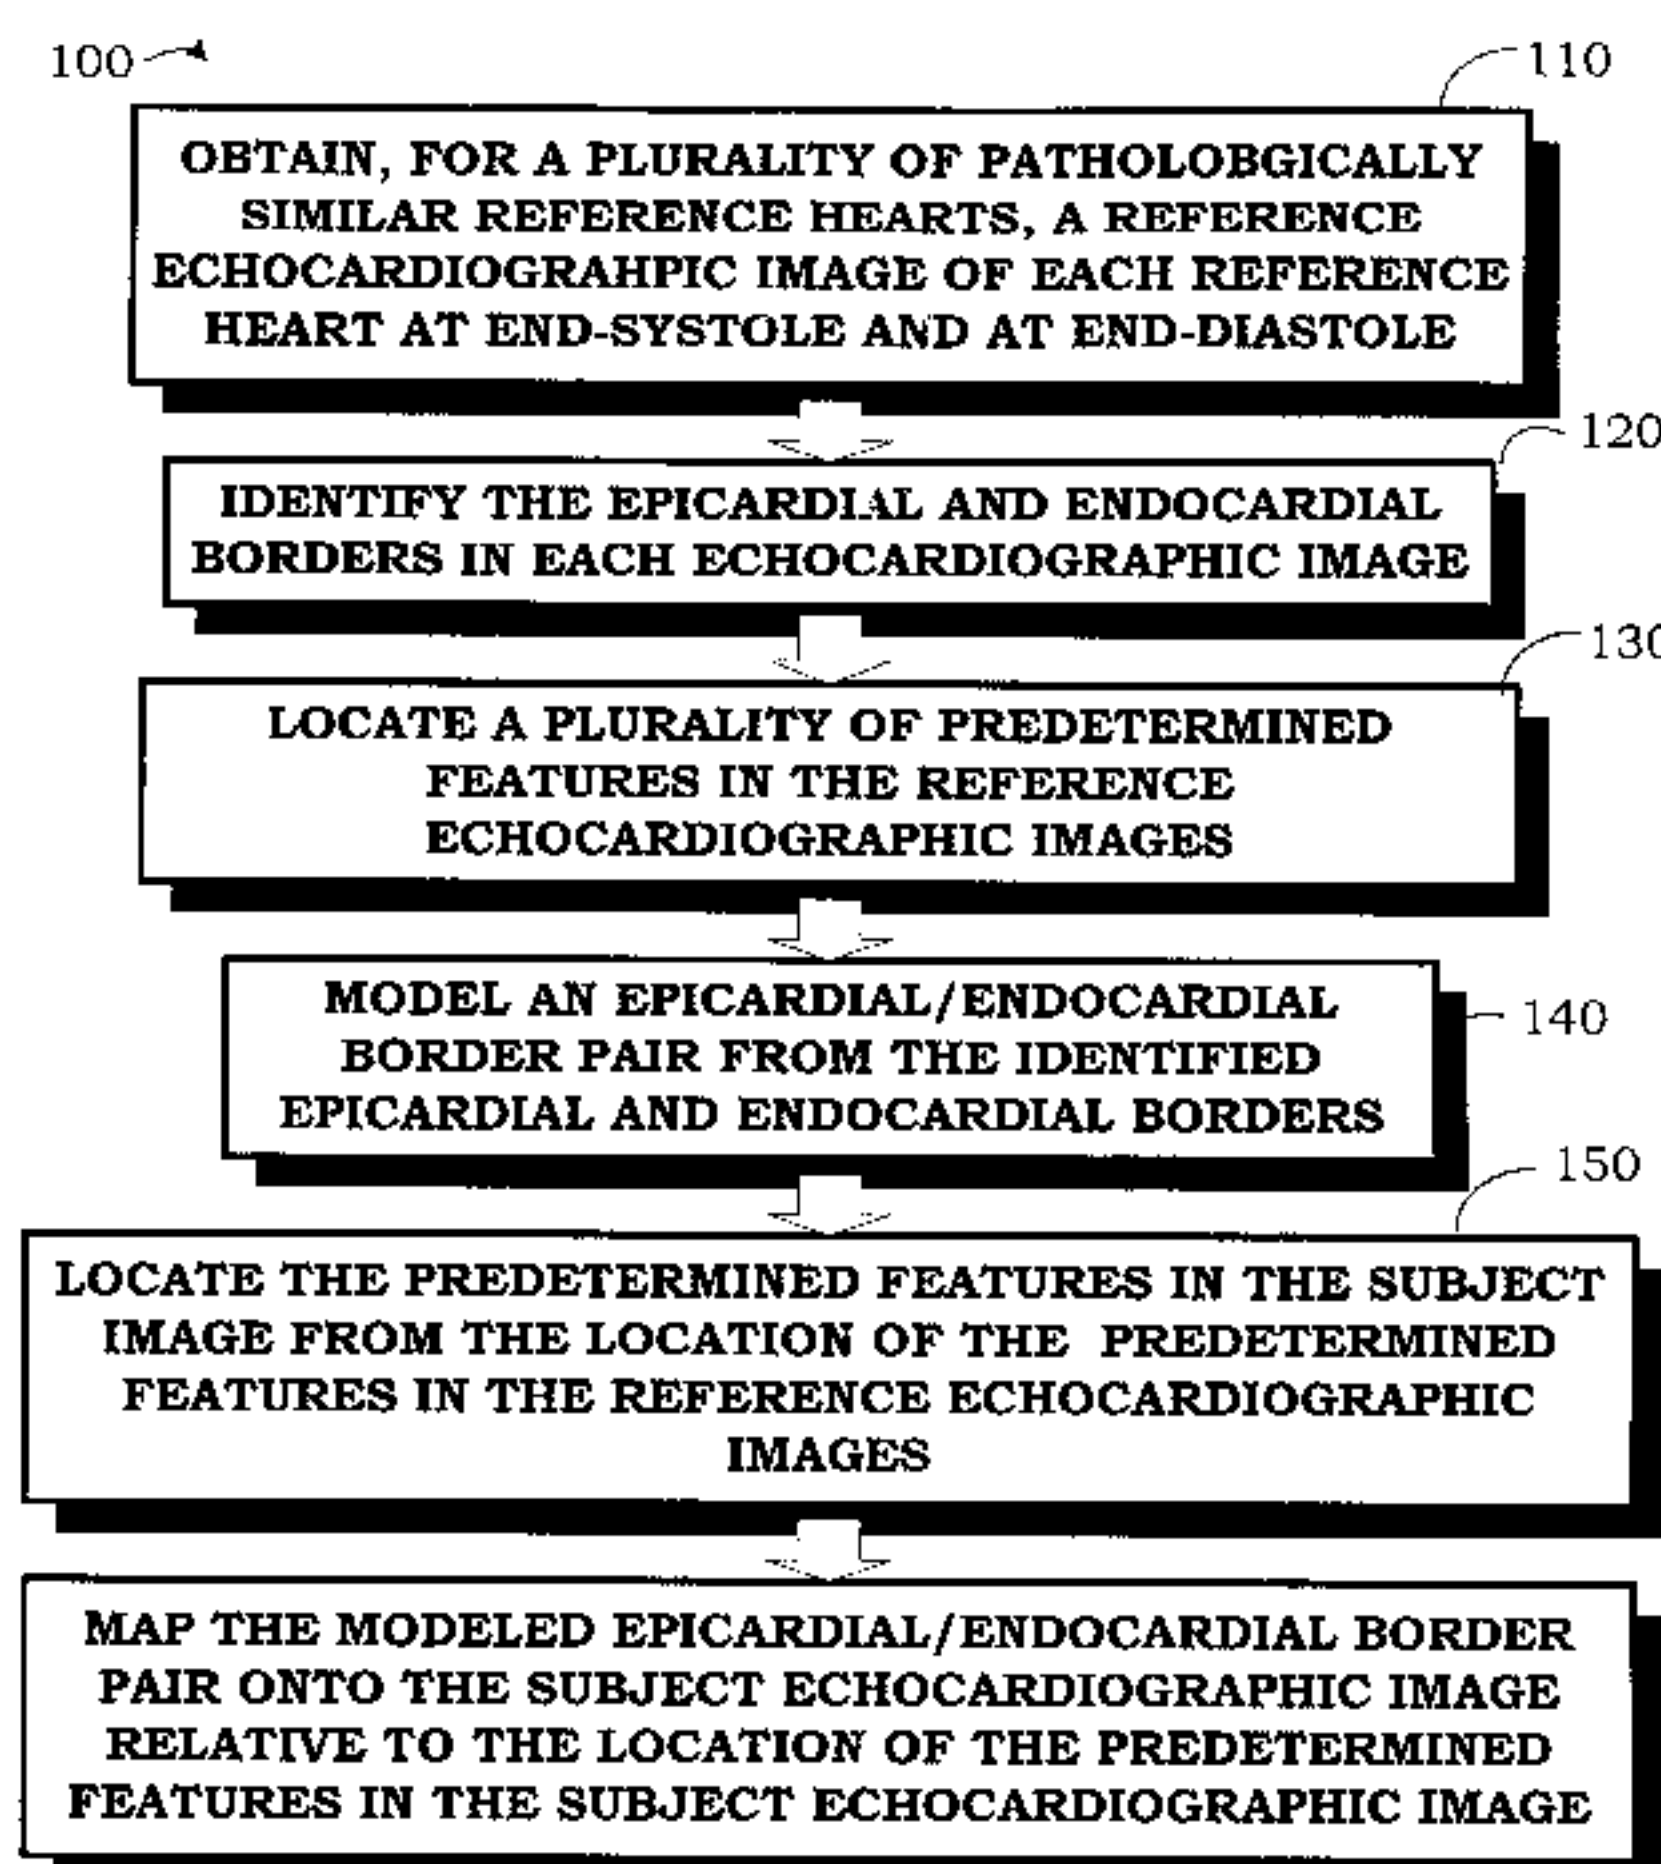 100
110
OBTAIN, FOR A PLURALITY OF PATHOLOBGICALLY
SIMILAR REFERENCE HEARTS, A REFERENCE
ECHOCARDIOGRAHPIC IMAGE OF EACH REFERENCE
HEART AT END-SYSTOLE AND AT END-DIASTOLE
120
IDENTIFY THE EPICARDIAL AND ENDOCARDIAL
BORDERS IN EACH ECHOCARDIOGRAPHIC IMAGE
130
LOCATE A PLURALITY OF PREDETERMINED
FEATURES IN THE REFERENCE
ECHOCARDIOGRAPHIC IMAGES
MODEL AN EPICARDIAL/ENDOCARDIAL
140
BORDER PAIR FROM THE IDENTIFIED
EPICARDIAL AND ENDOCARDIAL BORDERS
150
LOCATE THE PREDETERMINED FEATURES IN THE SUBJECT
IMAGE FROM THE LOCATION OF THE PREDETERMINED
FEATURES IN THE REFERENCE ECHOCARDIOGRAPHIC
IMAGES
MAP THE MODELED EPICARDIAL/ENDOCARDIAL BORDER
PAIR ONTO THE SUBJECT ECHOCARDIOGRAPHIC IMAGE
RELATIVE TO THE LOCATION OF THE PREDETERMINED
FEATURES IN THE SUBJECT ECHOCARDIOGRAPHIC IMAGE